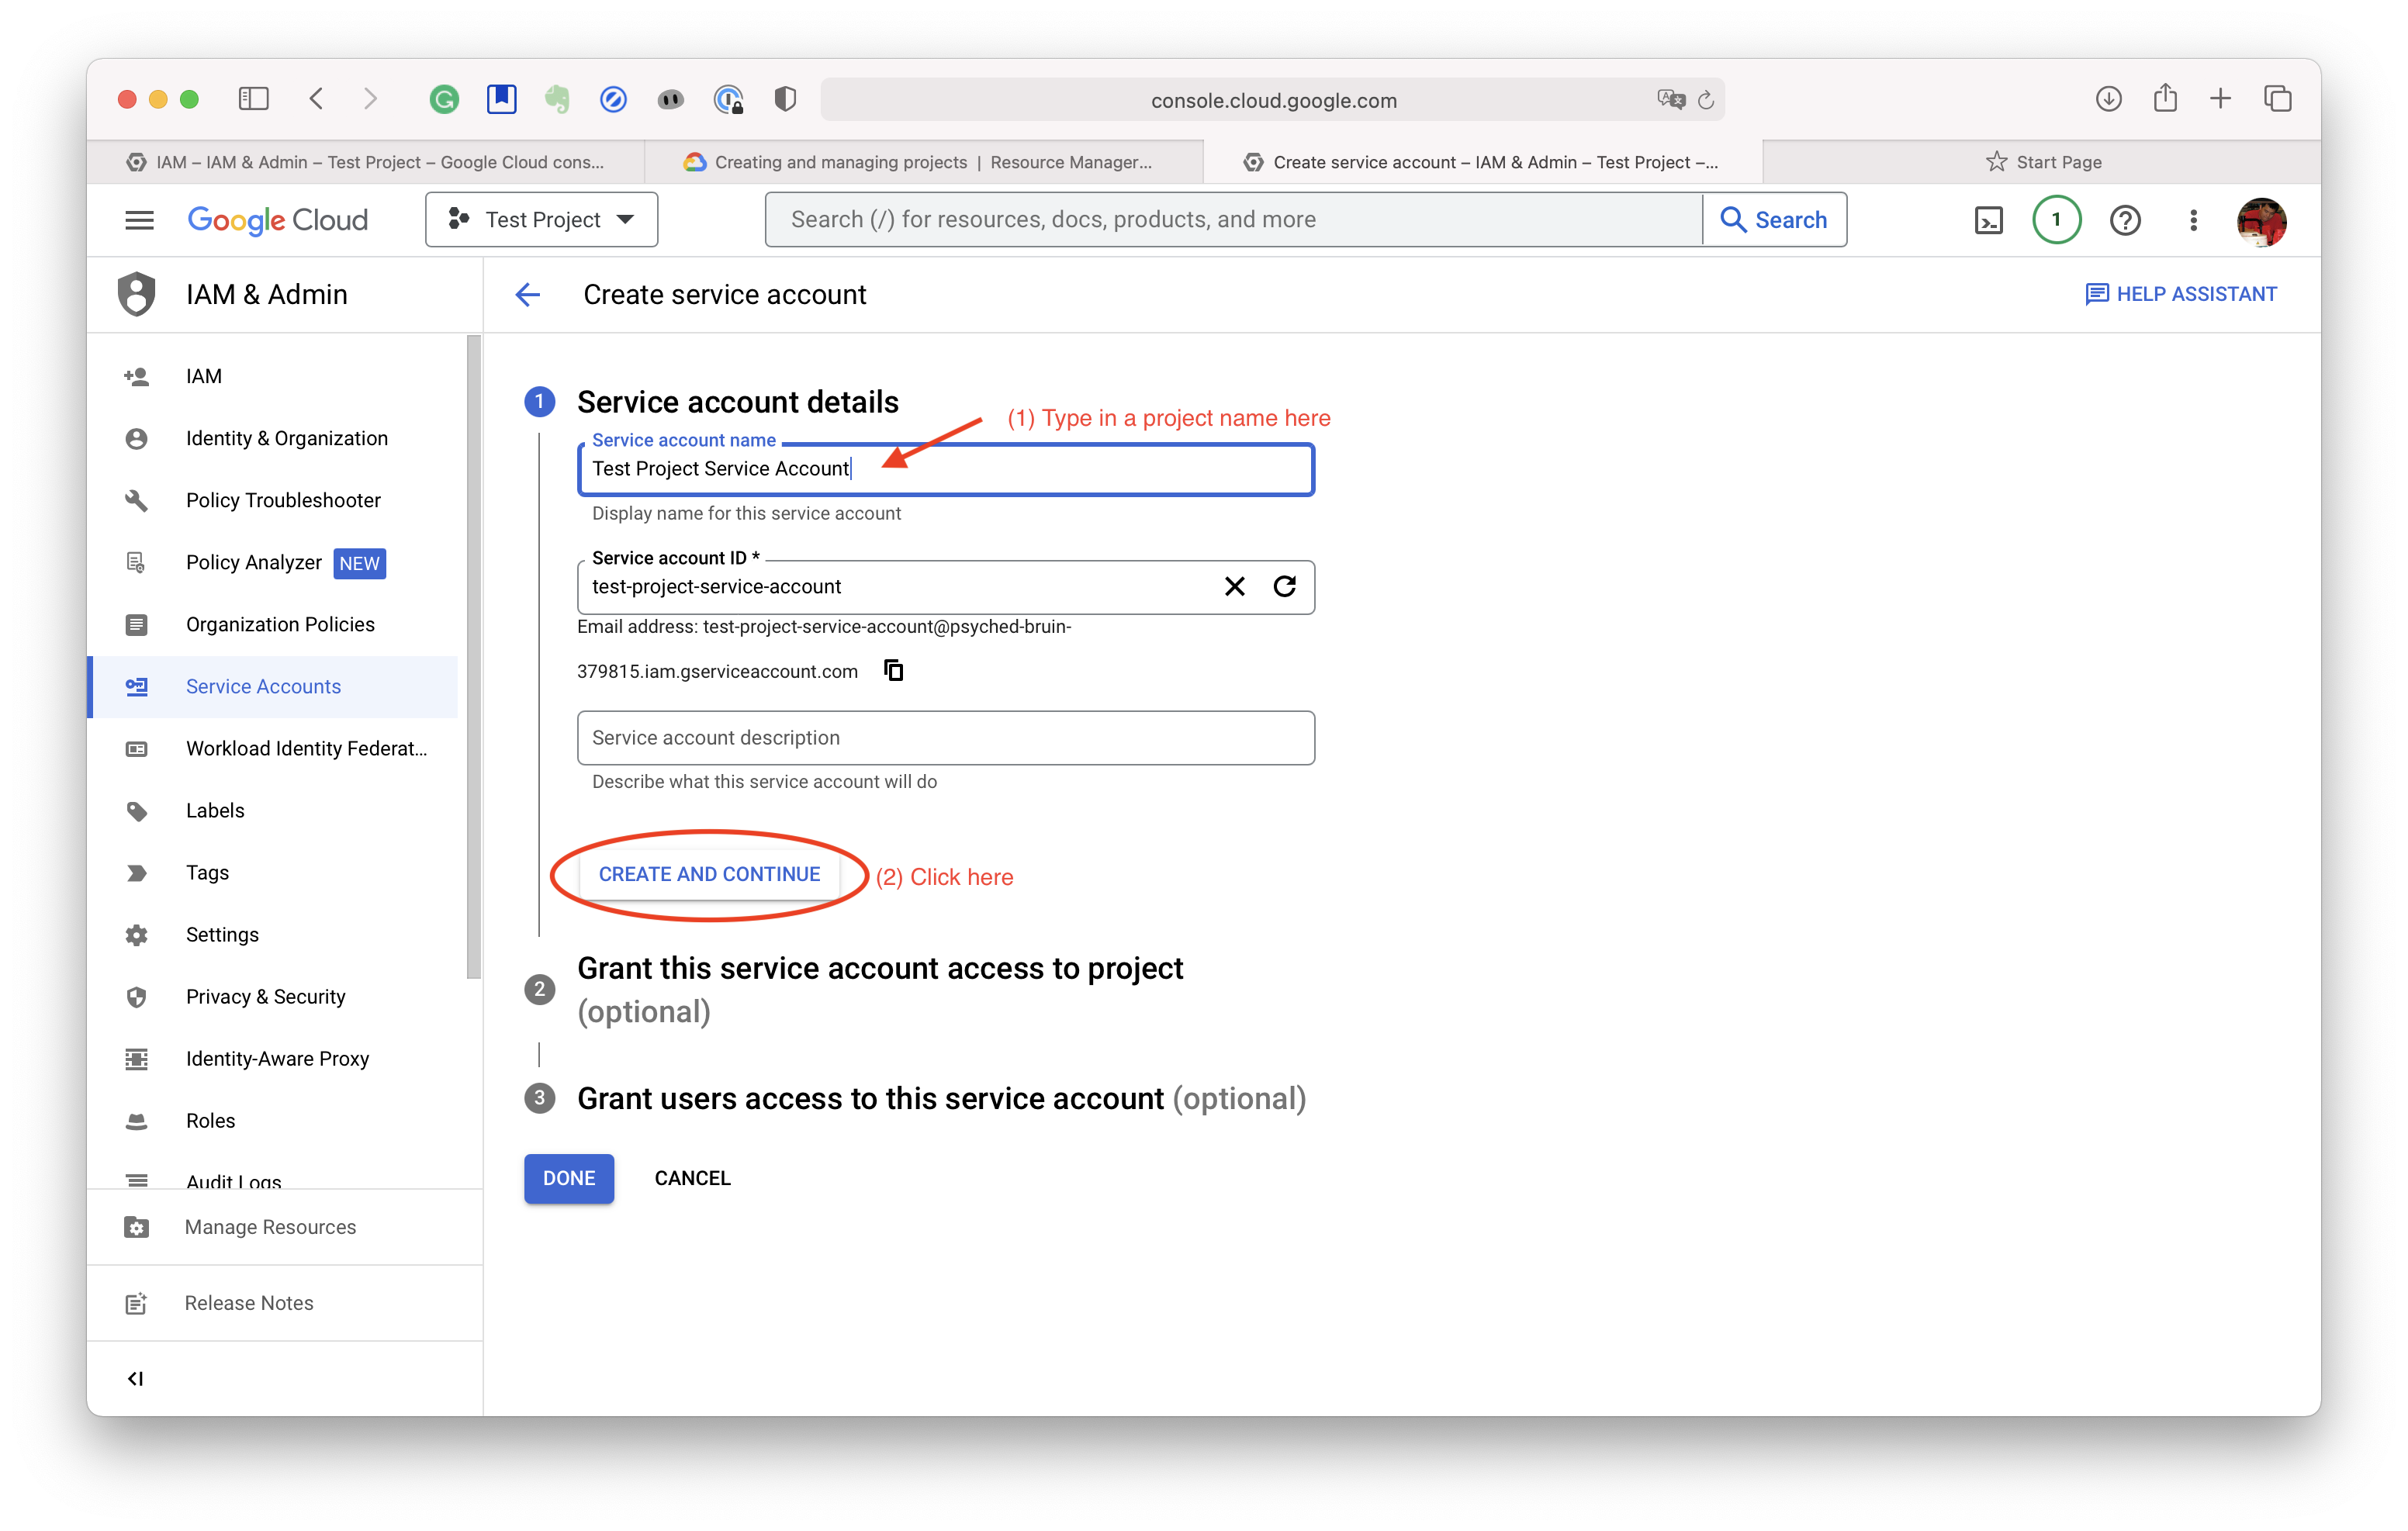 console.cloud.google.com
IAM – IAM & Admin – Test Project – Google Cloud cons...
Creating and managing projects | Resource Manager...
Create service account – IAM & Admin – Test Project –...
Start Page
Google Cloud
Test Project
Search (/) for resources, docs, products, and more
Search
1
IAM & Admin
Create service account
HELP ASSISTANT
IAM
Identity & Organization
Policy Troubleshooter
Policy Analyzer NEW
Organization Policies
Service Accounts
Workload Identity Federat...
Labels
Tags
Settings
Privacy & Security
Identity-Aware Proxy
Roles
Audit Logs
Manage Resources
Release Notes
1 Service account details
(1) Type in a project name here
Service account name
Test Project Service Account
Display name for this service account
Service account ID *
test-project-service-account
Email address: test-project-service-account@psyched-bruin-
379815.iam.gserviceaccount.com
Service account description
Describe what this service account will do
CREATE AND CONTINUE
(2) Click here
2 Grant this service account access to project
(optional)
3 Grant users access to this service account (optional)
DONE
CANCEL